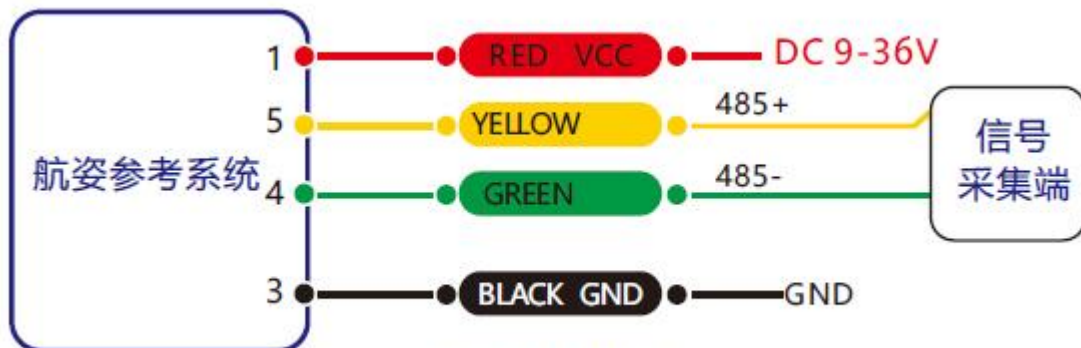 1 RED VCC DC 9-36V
5 YELLOW 485+
航姿参考系统
4 GREEN 485-
信号
采集端
3 BLACK GND GND